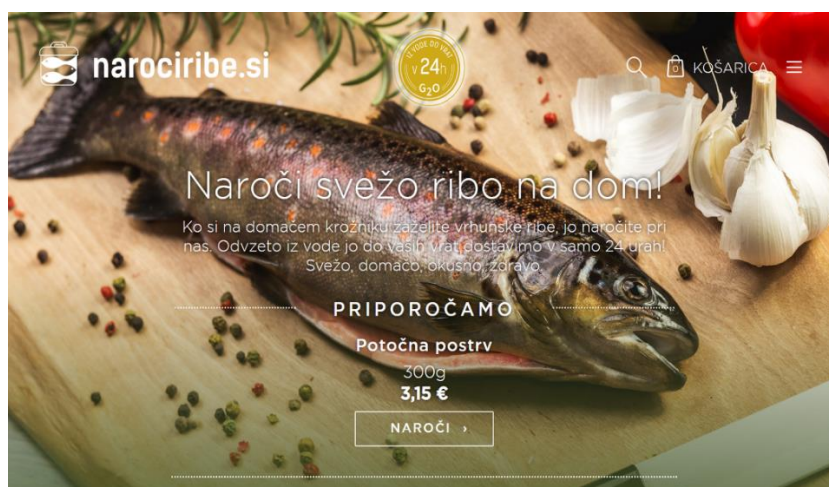 narociribe.si
IZ VODE DO VRAT
V 24h
G2O
0
KOŠARICA
Naroči svežo ribo na dom!
Ko si na domačem krožniku zaželite vrhunske ribe, jo naročite pri
nas. Odvzeto iz vode jo do vaših vrat dostavimo v samo 24 urah!
Svežo, domačo, okusno, zdravo.
PRIPOROČAMO
Potočna postrv
300g
3,15 €
NAROČI ›